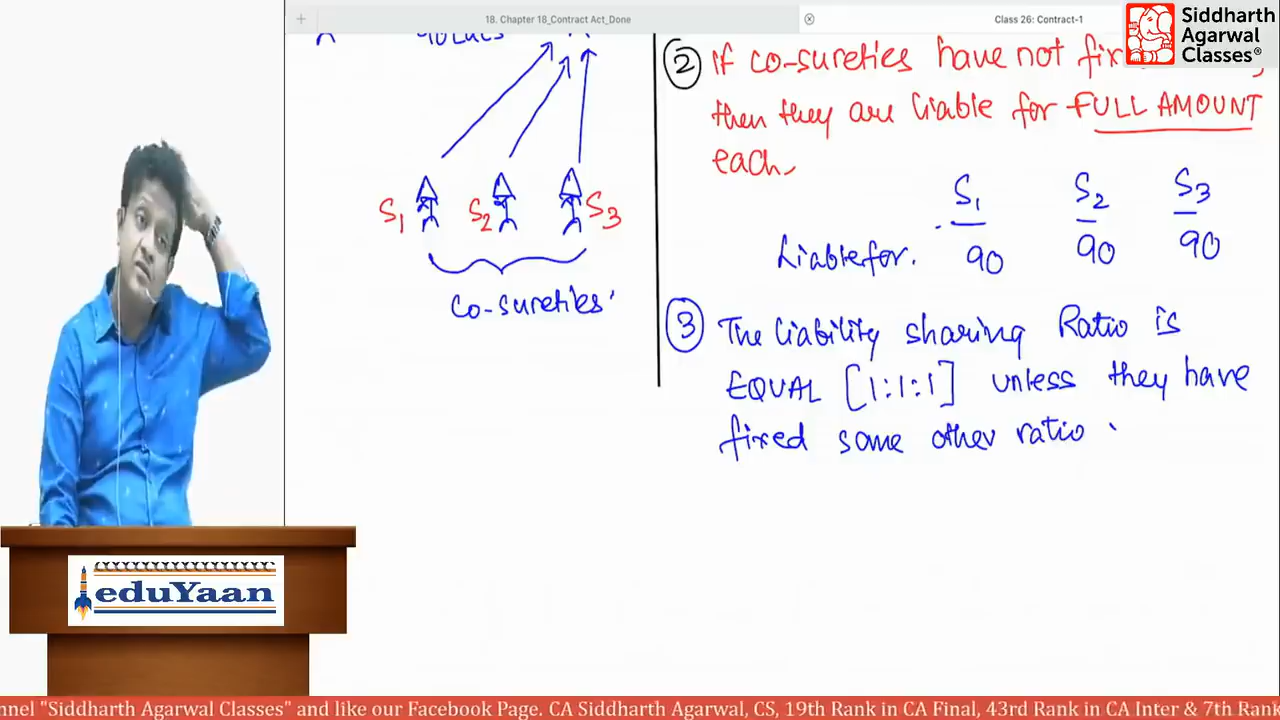 18. Chapter 18_Contract Act_Done
Class 26: Contract-1
Siddharth
Agarwal
Classes®
② If co-sureties have not
then they are liable for FULL AMOUNT
each.
S1 S2 S3
Liable for. 90 90 90
S1 S2 S3
Co-sureties
③ The liability sharing Ratio is
EQUAL [1:1:1] unless they have
fixed some other ratio.
eduYaan
nnel "Siddharth Agarwal Classes" and like our Facebook Page. CA Siddharth Agarwal, CS, 19th Rank in CA Final, 43rd Rank in CA Inter & 7th Rank